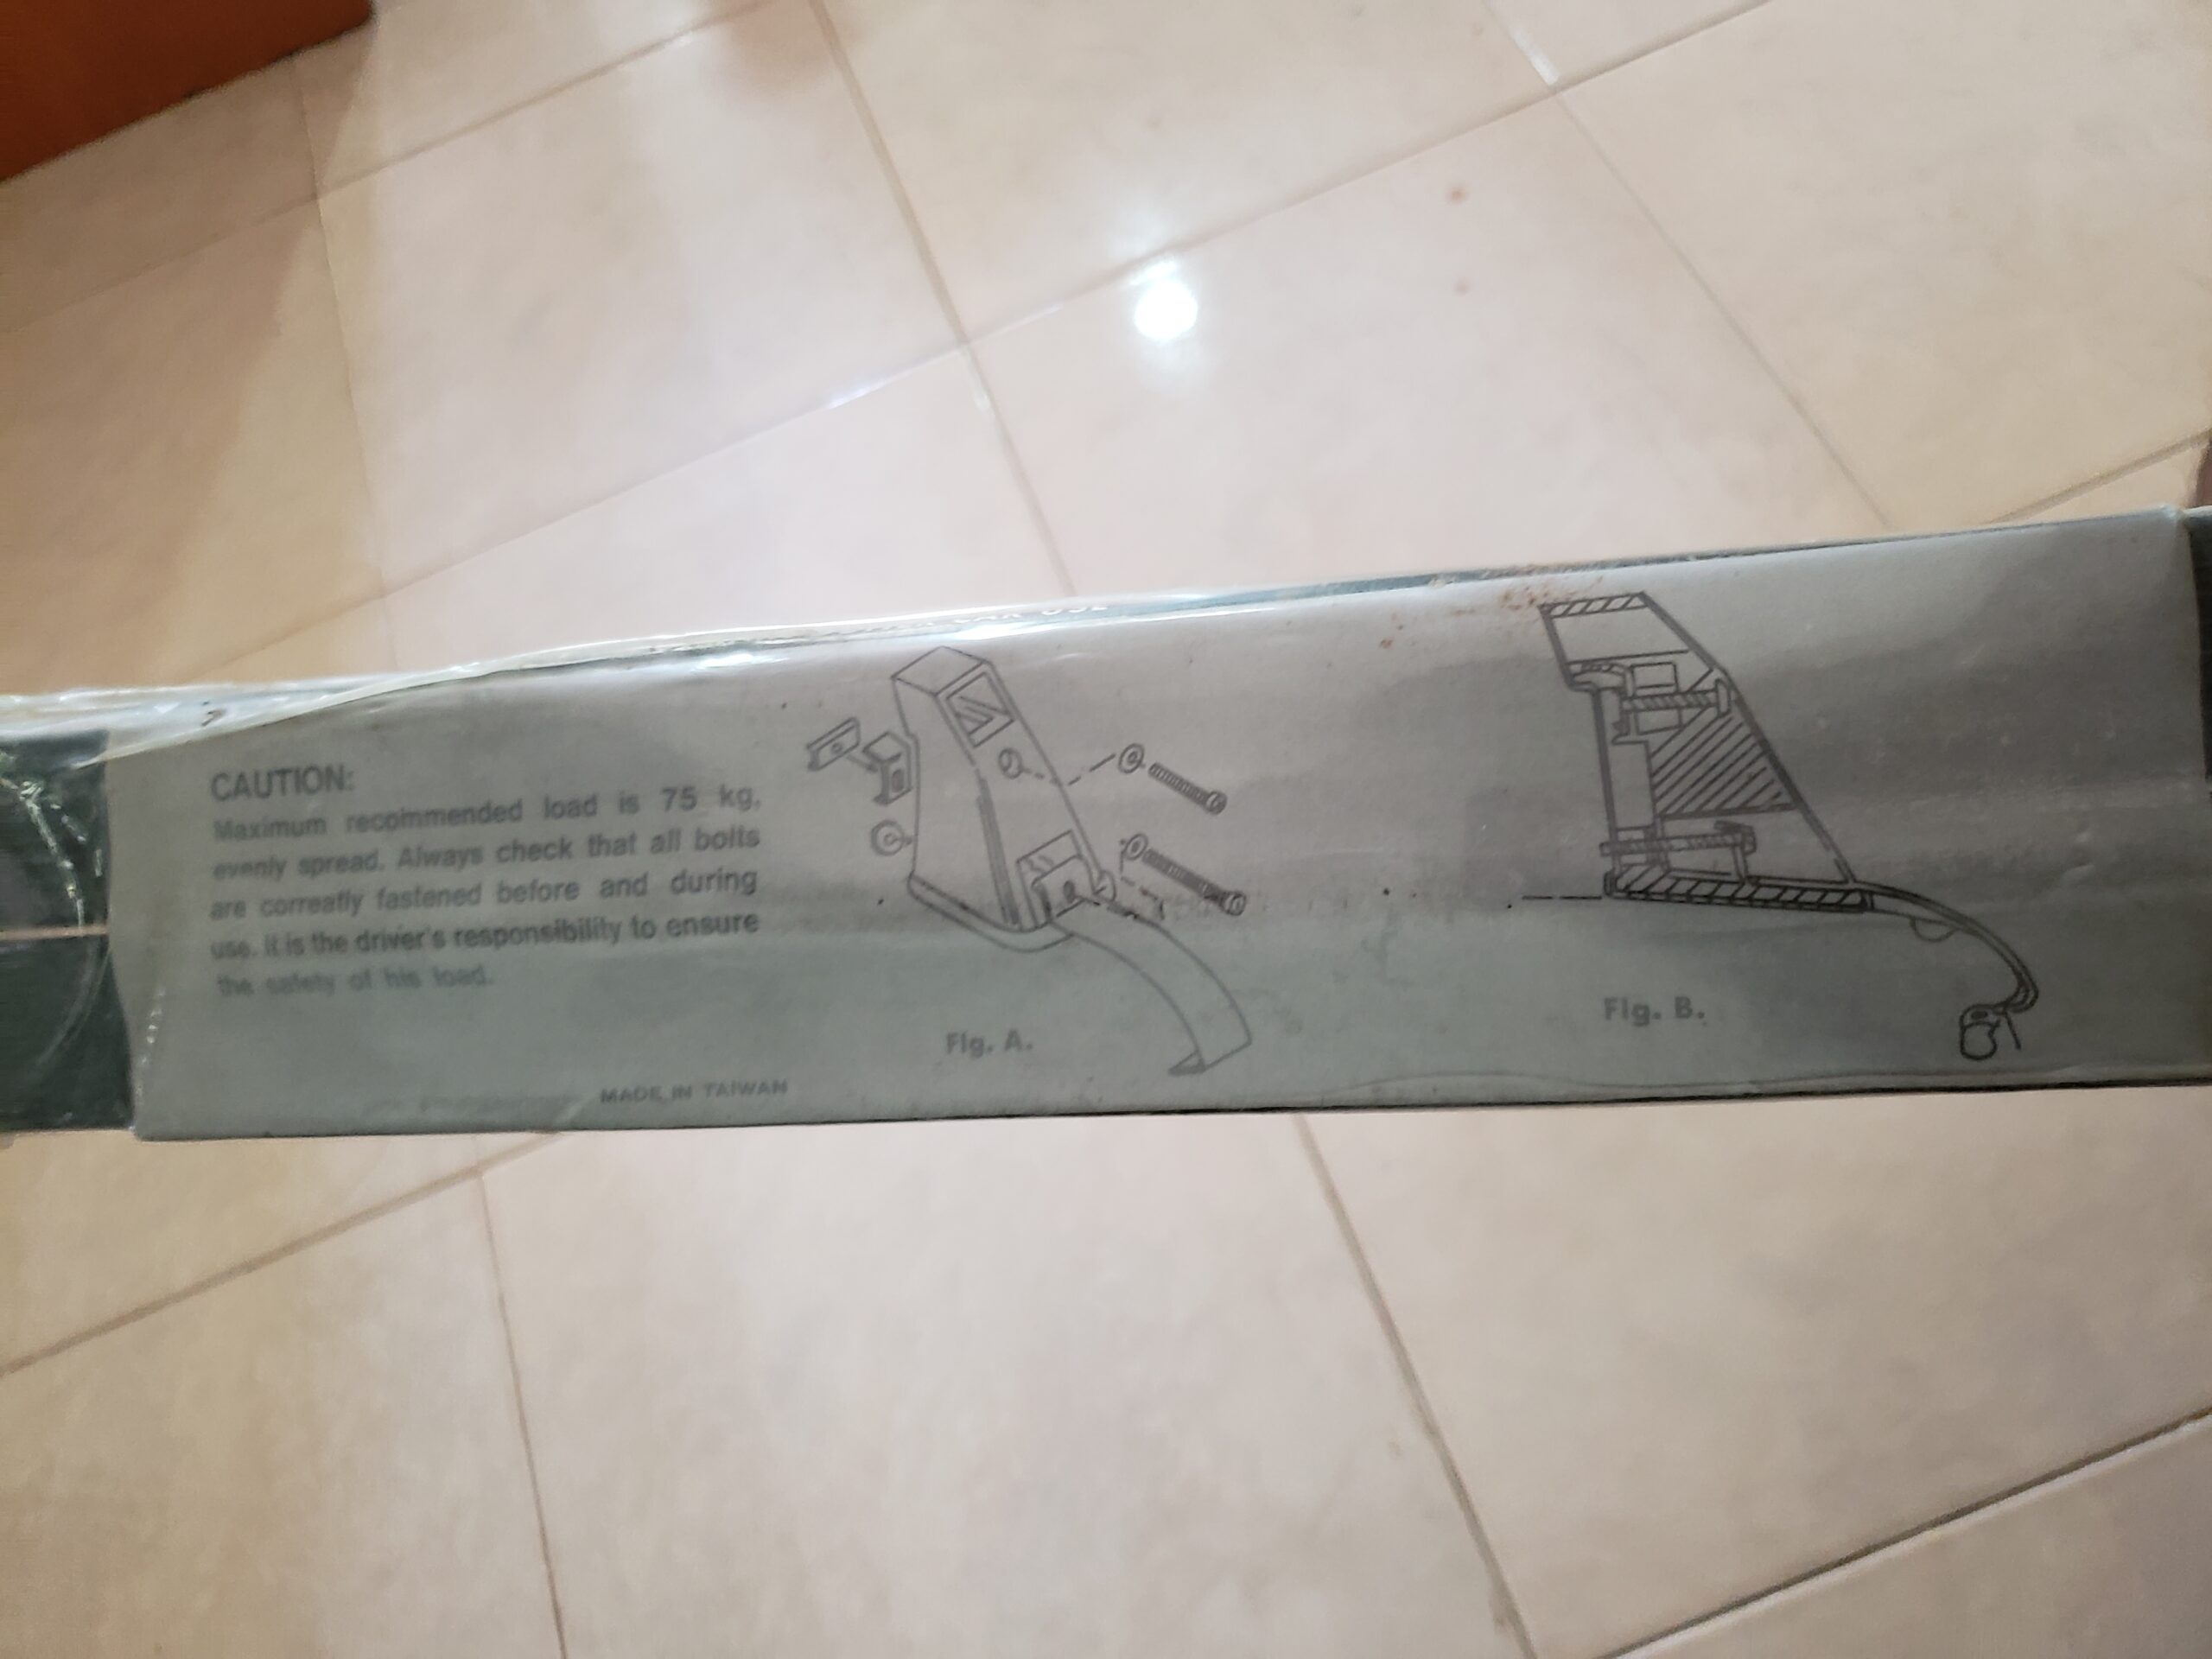 CAUTION:
Maximum recommended load is 75 kg,
evenly spread. Always check that all bolts
are correatly fastened before and during
use. It is the driver's responsibility to ensure
the safety of his load.
Fig. A.
Fig. B.
MADE IN TAIWAN